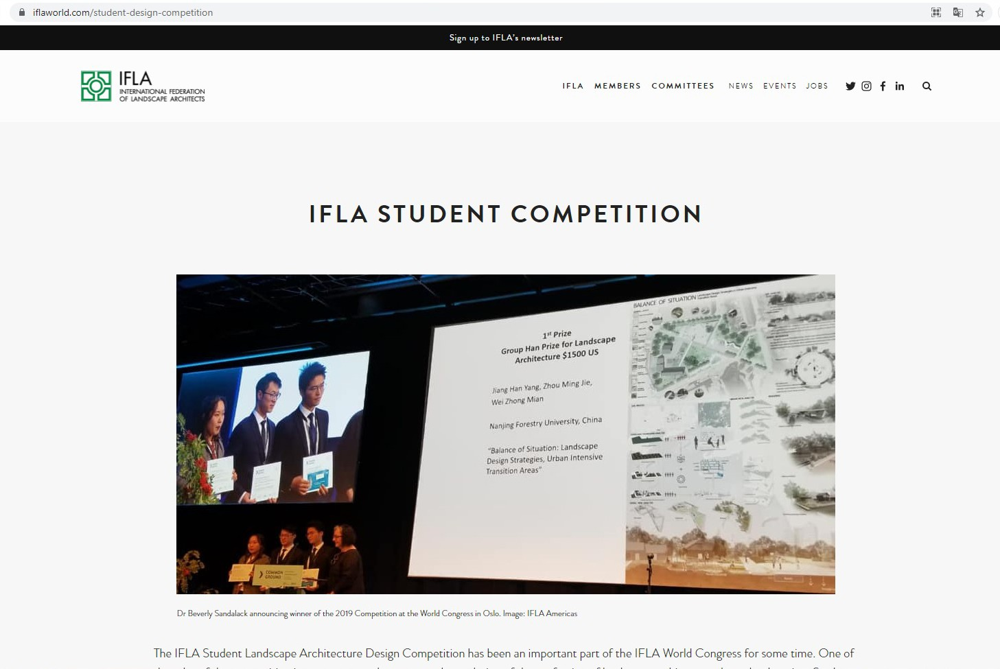 iflaworld.com/student-design-competition
Sign up to IFLA's newsletter
IFLA
INTERNATIONAL FEDERATION
OF LANDSCAPE ARCHITECTS
IFLA MEMBERS COMMITTEES NEWS EVENTS JOBS
IFLA STUDENT COMPETITION
1st Prize
Group Han Prize for Landscape
Architecture $1500 US
Jiang Han Yang, Zhou Ming Jie,
Wei Zhong Mian
Nanjing Forestry University, China
"Balance of Situation: Landscape
Design Strategies, Urban Intensive
Transition Areas"
BALANCE OF SITUATION
COMMON
GROUND
Dr Beverly Sandalack announcing winner of the 2019 Competition at the World Congress in Oslo. Image: IFLA Americas
The IFLA Student Landscape Architecture Design Competition has been an important part of the IFLA World Congress for some time. One of